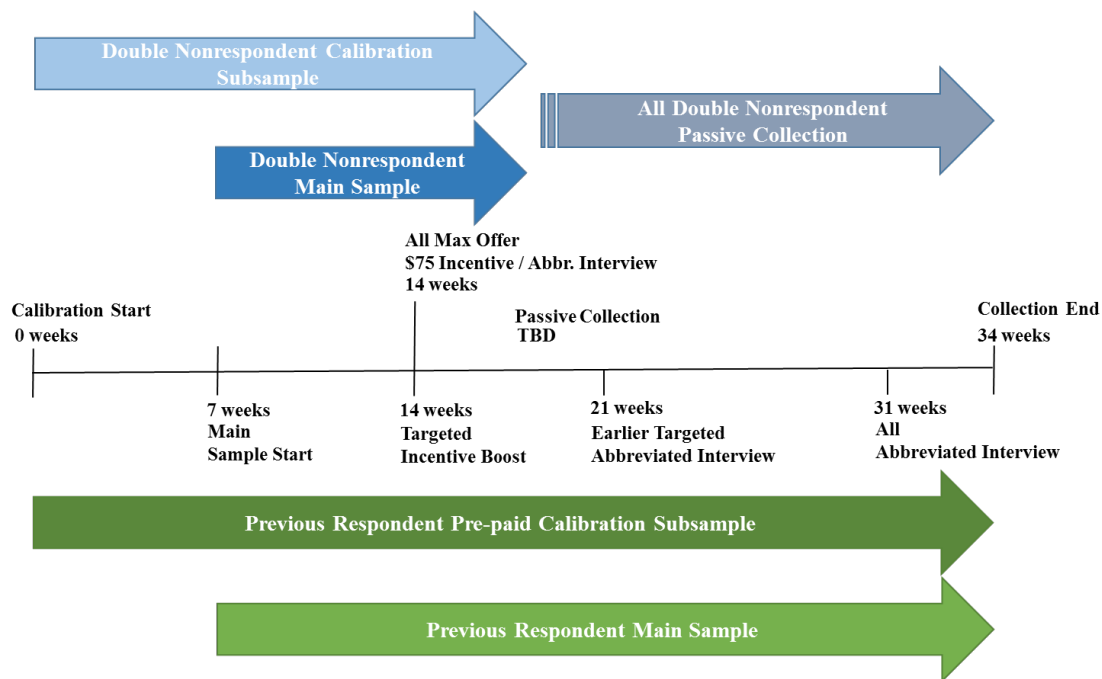 Double Nonrespondent Calibration
Subsample
All Double Nonrespondent
Passive Collection
Double Nonrespondent
Main Sample
All Max Offer
$75 Incentive / Abbr. Interview
14 weeks
Calibration Start
0 weeks
Passive Collection
TBD
Collection End
34 weeks
7 weeks
Main
Sample Start
14 weeks
Targeted
Incentive Boost
21 weeks
Earlier Targeted
Abbreviated Interview
31 weeks
All
Abbreviated Interview
Previous Respondent Pre-paid Calibration Subsample
Previous Respondent Main Sample